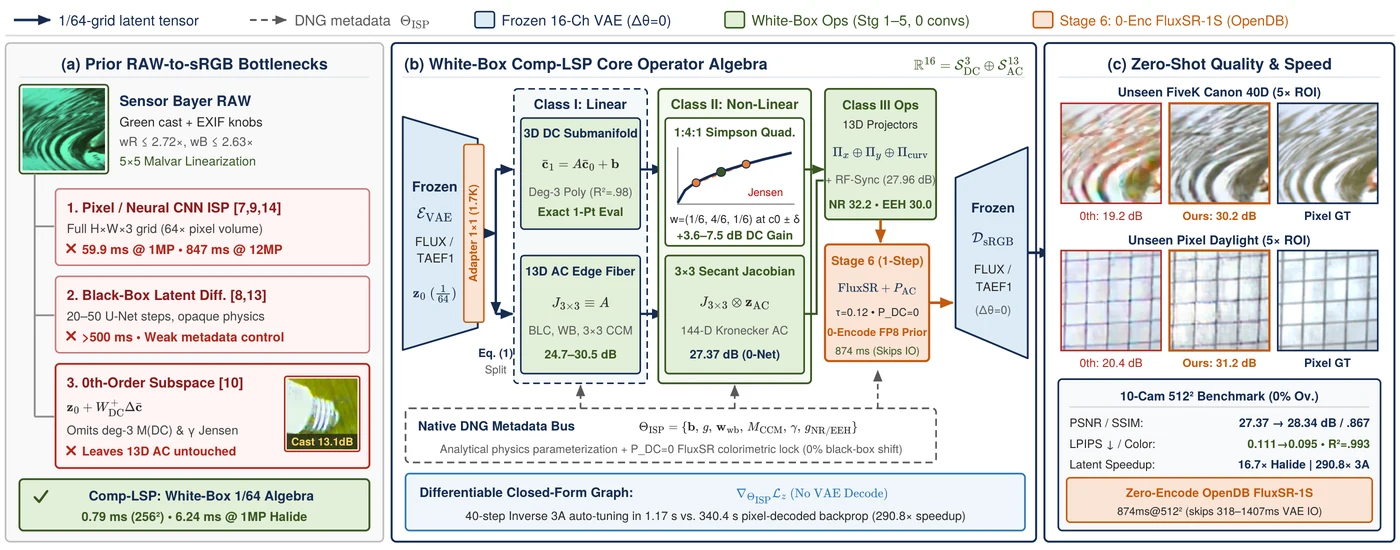 1/64-grid latent tensor
DNG metadata Θ_ISP
Frozen 16-Ch VAE (Δθ=0)
White-Box Ops (Stg 1–5, 0 convs)
Stage 6: 0-Enc FluxSR-1S (OpenDB)
(a) Prior RAW-to-sRGB Bottlenecks
Sensor Bayer RAW
Green cast + EXIF knobs
wR ≤ 2.72×, wB ≤ 2.63×
5×5 Malvar Linearization
1. Pixel / Neural CNN ISP [7,9,14]
Full H×W×3 grid (64× pixel volume)
✕ 59.9 ms @ 1MP • 847 ms @ 12MP
2. Black-Box Latent Diff. [8,13]
20–50 U-Net steps, opaque physics
✕ >500 ms • Weak metadata control
3. 0th-Order Subspace [10]
z₀ + W⁺_DC Δc̄
Omits deg-3 M(DC) & γ Jensen
✕ Leaves 13D AC untouched
Cast 13.1dB
✓ Comp-LSP: White-Box 1/64 Algebra
0.79 ms (256²) • 6.24 ms @ 1MP Halide
(b) White-Box Comp-LSP Core Operator Algebra
ℝ¹⁶ = 𝒮³_DC ⊕ 𝒮¹³_AC
Frozen
ℰ_VAE
FLUX /
TAEF1
z₀ (1/64)
Adapter 1×1 (1.7K)
Eq. (1)
Split
Class I: Linear
3D DC Submanifold
c̄₁ = Ac̄₀ + b
Deg-3 Poly (R²=.98)
Exact 1-Pt Eval
13D AC Edge Fiber
J₃ₓ₃ ≡ A
BLC, WB, 3×3 CCM
24.7–30.5 dB
Class II: Non-Linear
1:4:1 Simpson Quad.
Jensen
w=(1/6, 4/6, 1/6) at c0 ± δ
+3.6–7.5 dB DC Gain
3×3 Secant Jacobian
J₃ₓ₃ ⊗ z_AC
144-D Kronecker AC
27.37 dB (0-Net)
Class III Ops
13D Projectors
Π_x ⊕ Π_y ⊕ Π_curv
+ RF-Sync (27.96 dB)
NR 32.2 • EEH 30.0
Stage 6 (1-Step)
FluxSR + P_AC
τ=0.12 • P_DC=0
0-Encode FP8 Prior
874 ms (Skips IO)
Frozen
𝒟_sRGB
FLUX /
TAEF1
(Δθ=0)
Native DNG Metadata Bus
Θ_ISP = {b, g, w_wb, M_CCM, γ, g_NR/EEH}
Analytical physics parameterization + P_DC=0 FluxSR colorimetric lock (0% black-box shift)
Differentiable Closed-Form Graph:
∇_Θ_ISP ℒ_z (No VAE Decode)
40-step Inverse 3A auto-tuning in 1.17 s vs. 340.4 s pixel-decoded backprop (290.8× speedup)
(c) Zero-Shot Quality & Speed
Unseen FiveK Canon 40D (5× ROI)
0th: 19.2 dB
Ours: 30.2 dB
Pixel GT
Unseen Pixel Daylight (5× ROI)
0th: 20.4 dB
Ours: 31.2 dB
Pixel GT
10-Cam 512² Benchmark (0% Ov.)
PSNR / SSIM: 27.37 → 28.34 dB / .867
LPIPS ↓ / Color: 0.111→0.095 • R²=.993
Latent Speedup: 16.7× Halide | 290.8× 3A
Zero-Encode OpenDB FluxSR-1S
874ms@512² (skips 318–1407ms VAE IO)